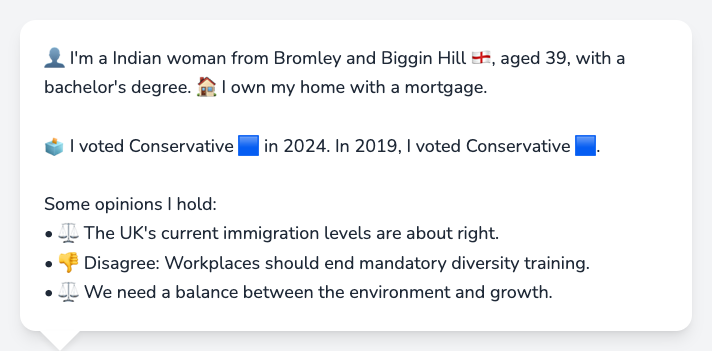 👤 I'm a Indian woman from Bromley and Biggin Hill 🏴󠁧󠁢󠁥󠁮󠁧󠁿, aged 39, with a
bachelor's degree. 🏠 I own my home with a mortgage.
🗳️ I voted Conservative 🟦 in 2024. In 2019, I voted Conservative 🟦.
Some opinions I hold:
• ⚖️ The UK's current immigration levels are about right.
• 👎 Disagree: Workplaces should end mandatory diversity training.
• ⚖️ We need a balance between the environment and growth.